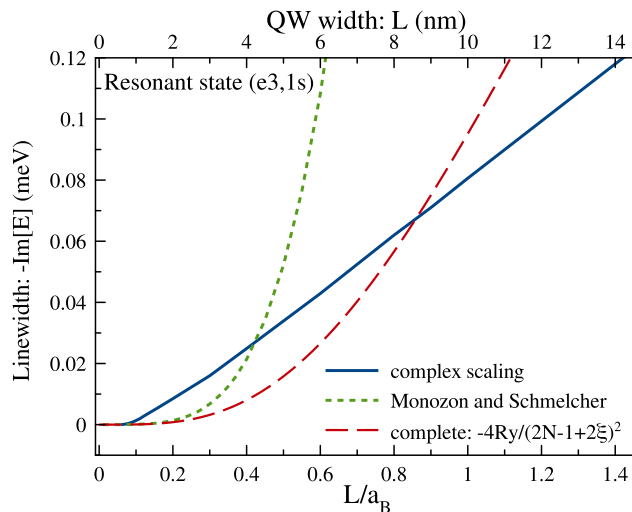 QW width: L (nm)
0 2 4 6 8 10 12 14
Resonant state (e3,1s)
Linewidth: -Im[E] (meV)
0.12
0.1
0.08
0.06
0.04
0.02
0
complex scaling
Monozon and Schmelcher
complete: -4Ry/(2N-1+2ξ)²
0 0.2 0.4 0.6 0.8 1 1.2 1.4
L/a_B